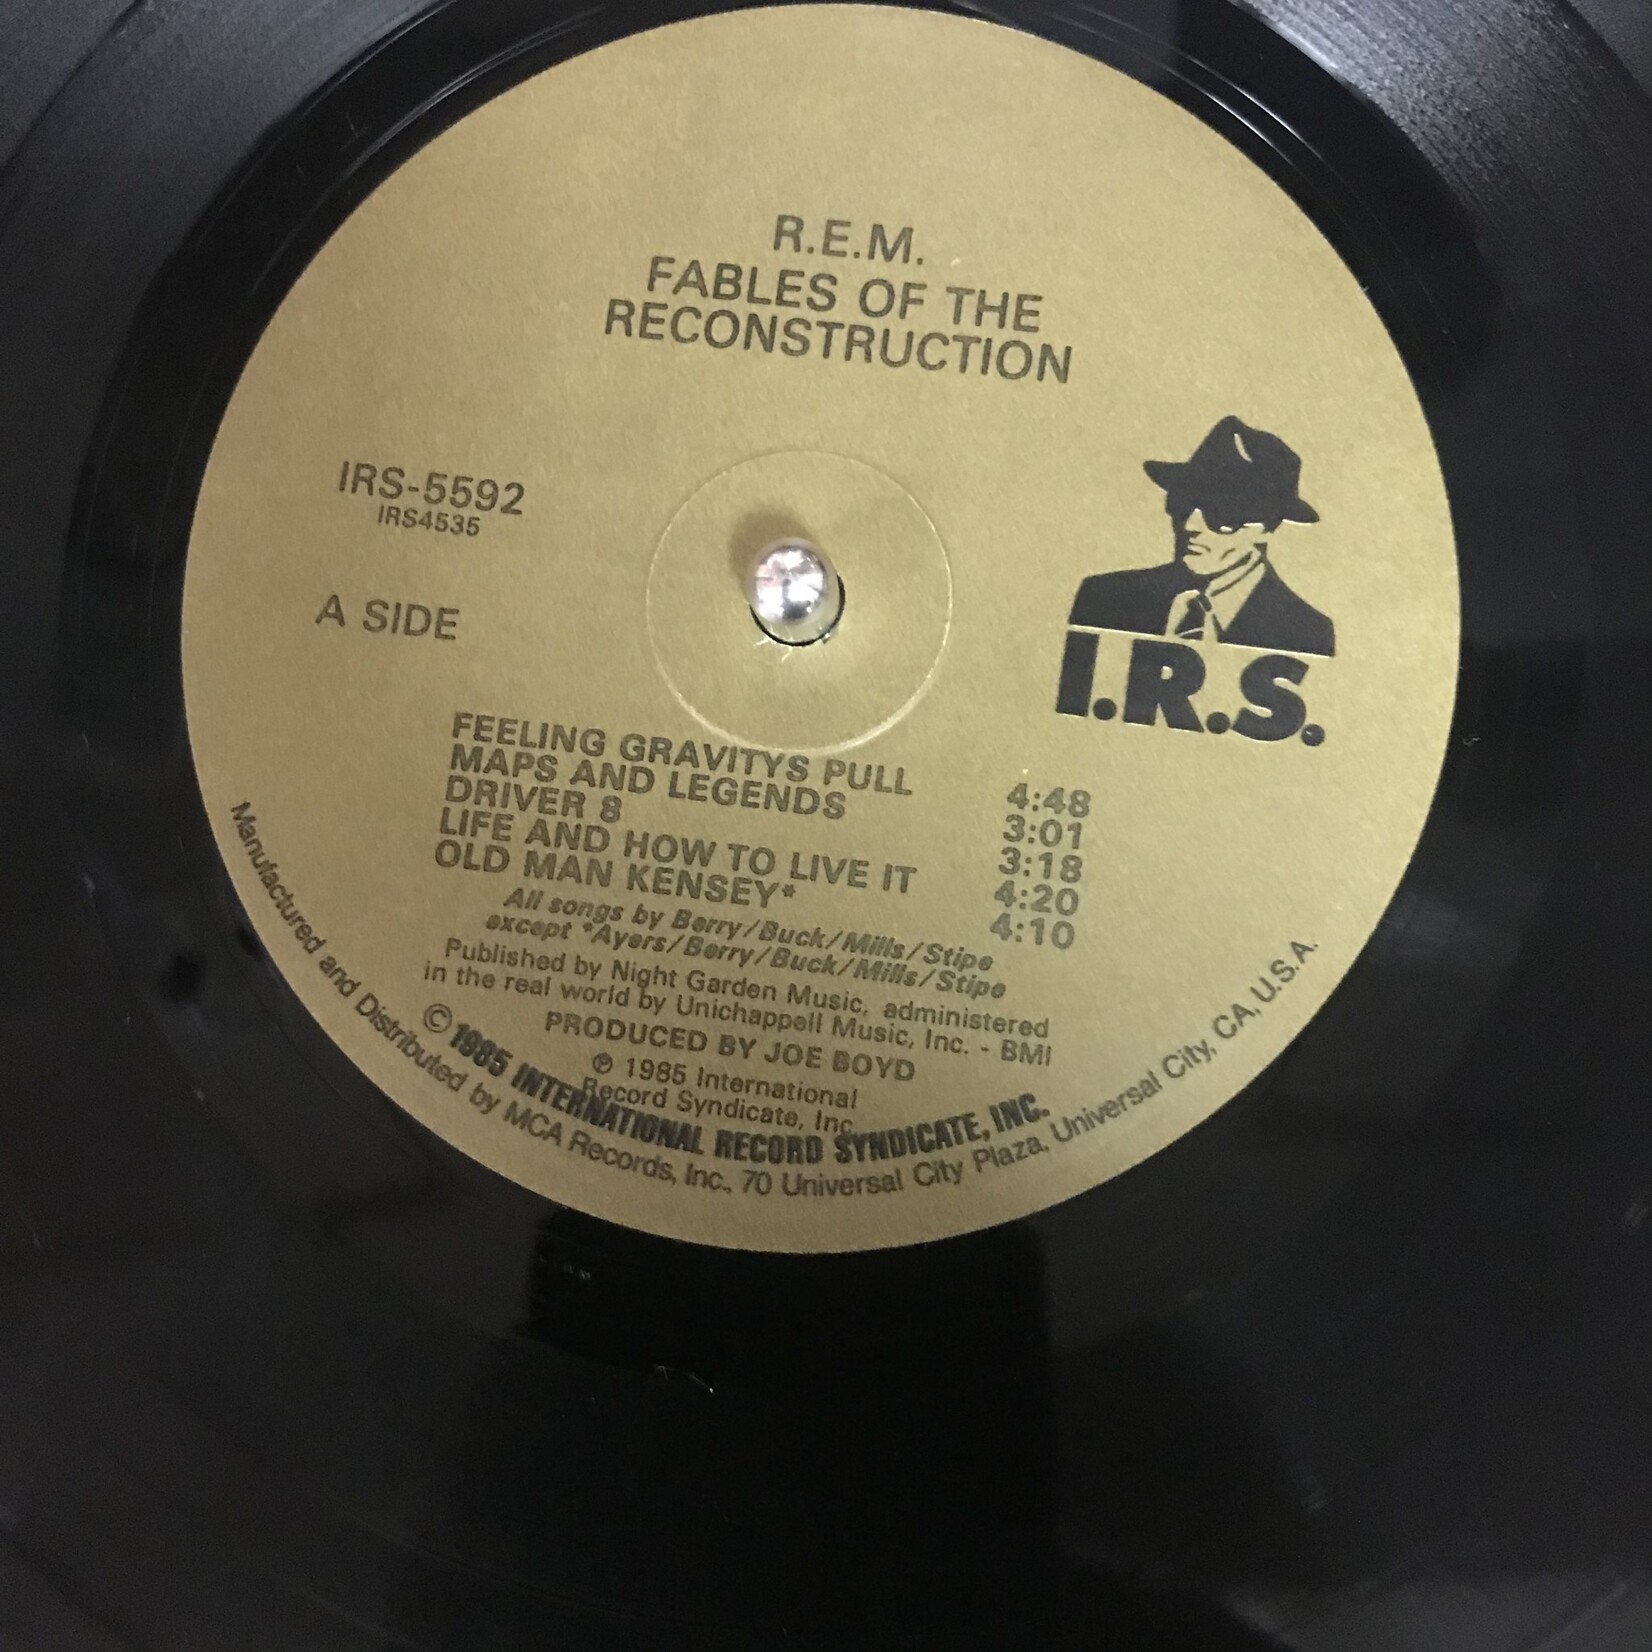 R.E.M.
FABLES OF THE
RECONSTRUCTION
IRS-5592
IRS4535
A SIDE
I.R.S.
FEELING GRAVITYS PULL 4:48
MAPS AND LEGENDS 3:01
DRIVER 8 3:18
LIFE AND HOW TO LIVE IT 4:20
OLD MAN KENSEY* 4:10
All songs by Berry/Buck/Mills/Stipe
except *Ayers/Berry/Buck/Mills/Stipe
Published by Night Garden Music, administered
in the real world by Unichappell Music, Inc. - BMI
PRODUCED BY JOE BOYD
℗ 1985 International
Record Syndicate, Inc.
© 1985 INTERNATIONAL RECORD SYNDICATE, INC.
Manufactured and Distributed by MCA Records, Inc., 70 Universal City Plaza, Universal City, CA, U.S.A.